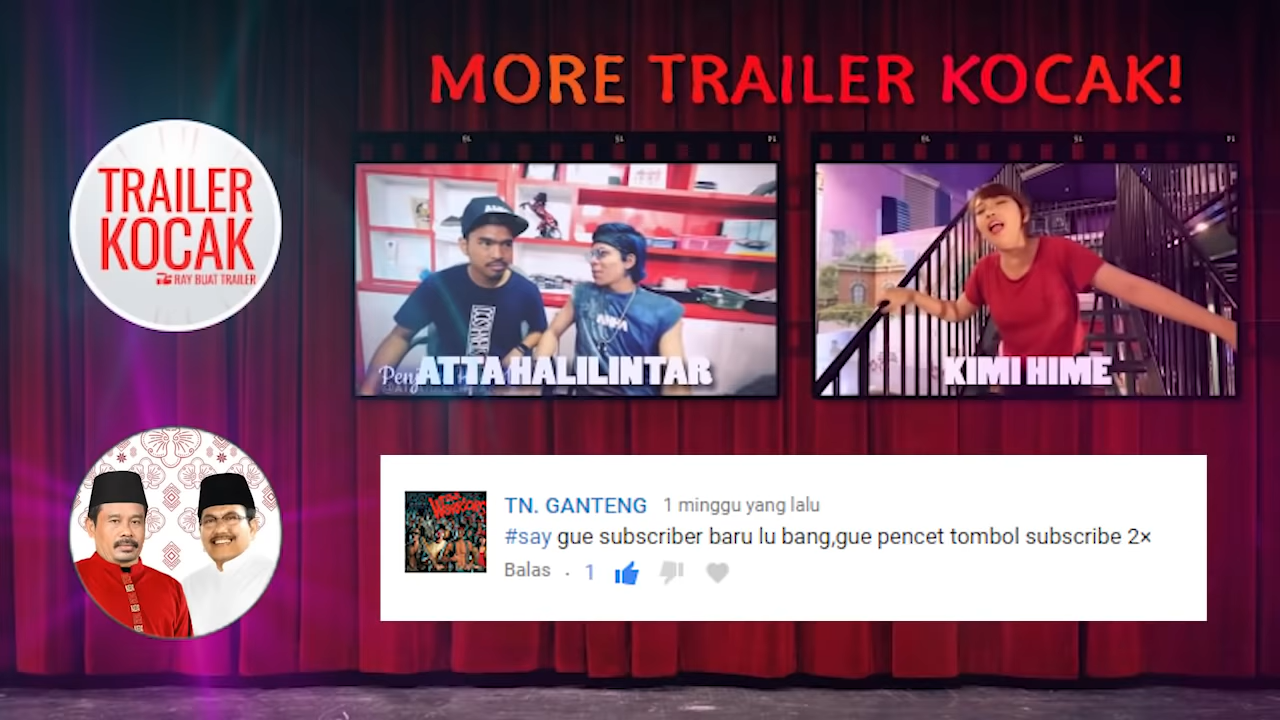 MORE TRAILER KOCAK!
TRAILER
KOCAK
RAY BUAT TRAILER
ATTA HALILINTAR
KIMI HIME
TN. GANTENG 1 minggu yang lalu
#say gue subscriber baru lu bang,gue pencet tombol subscribe 2×
Balas · 1